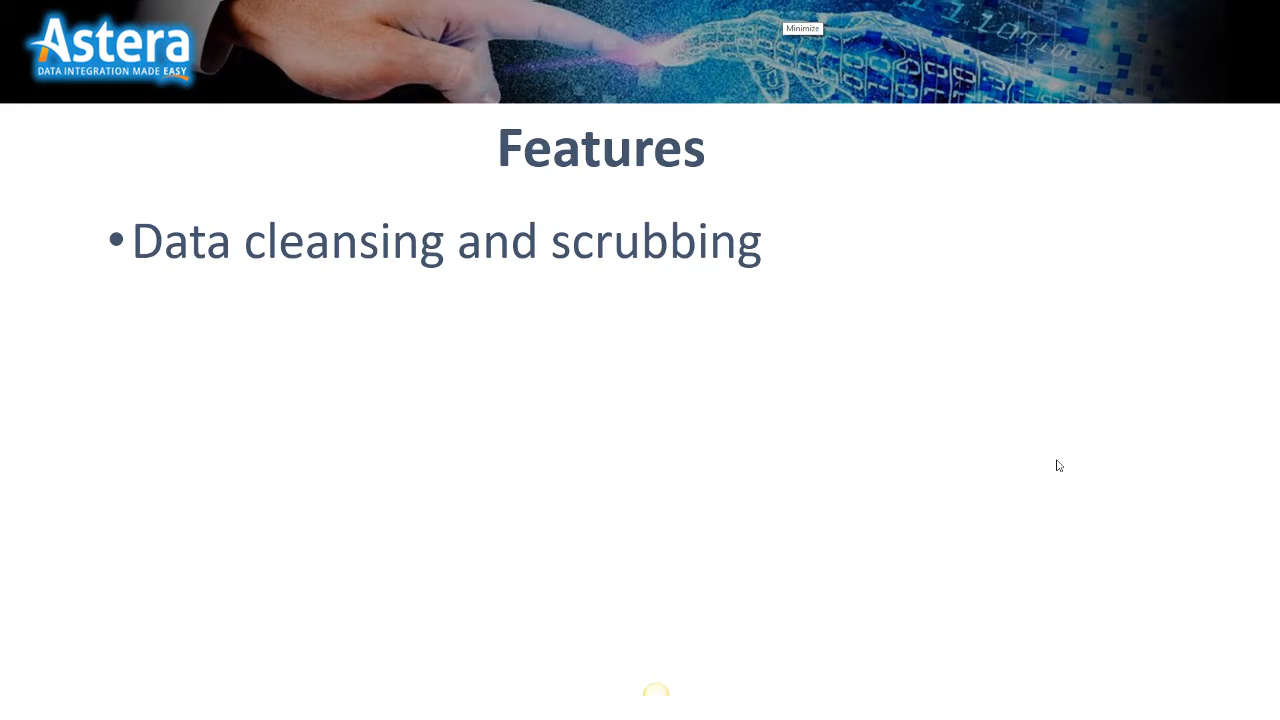 Astera
DATA INTEGRATION MADE EASY
Minimize
Features
•Data cleansing and scrubbing